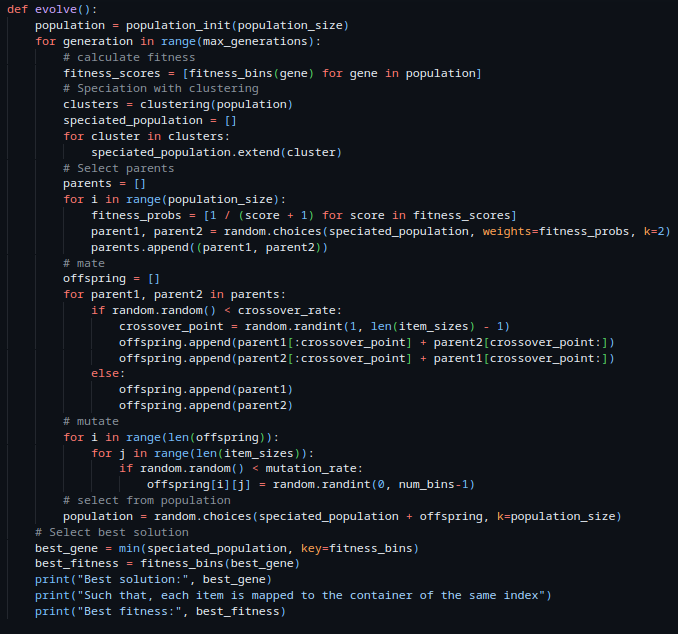 def evolve():
    population = population_init(population_size)
    for generation in range(max_generations):
        # calculate fitness
        fitness_scores = [fitness_bins(gene) for gene in population]
        # Speciation with clustering
        clusters = clustering(population)
        speciated_population = []
        for cluster in clusters:
            speciated_population.extend(cluster)
        # Select parents
        parents = []
        for i in range(population_size):
            fitness_probs = [1 / (score + 1) for score in fitness_scores]
            parent1, parent2 = random.choices(speciated_population, weights=fitness_probs, k=2)
            parents.append((parent1, parent2))
        # mate
        offspring = []
        for parent1, parent2 in parents:
            if random.random() < crossover_rate:
                crossover_point = random.randint(1, len(item_sizes) - 1)
                offspring.append(parent1[:crossover_point] + parent2[crossover_point:])
                offspring.append(parent2[:crossover_point] + parent1[crossover_point:])
            else:
                offspring.append(parent1)
                offspring.append(parent2)
        # mutate
        for i in range(len(offspring)):
            for j in range(len(item_sizes)):
                if random.random() < mutation_rate:
                    offspring[i][j] = random.randint(0, num_bins-1)
        # select from population
        population = random.choices(speciated_population + offspring, k=population_size)
    # Select best solution
    best_gene = min(speciated_population, key=fitness_bins)
    best_fitness = fitness_bins(best_gene)
    print("Best solution:", best_gene)
    print("Such that, each item is mapped to the container of the same index")
    print("Best fitness:", best_fitness)